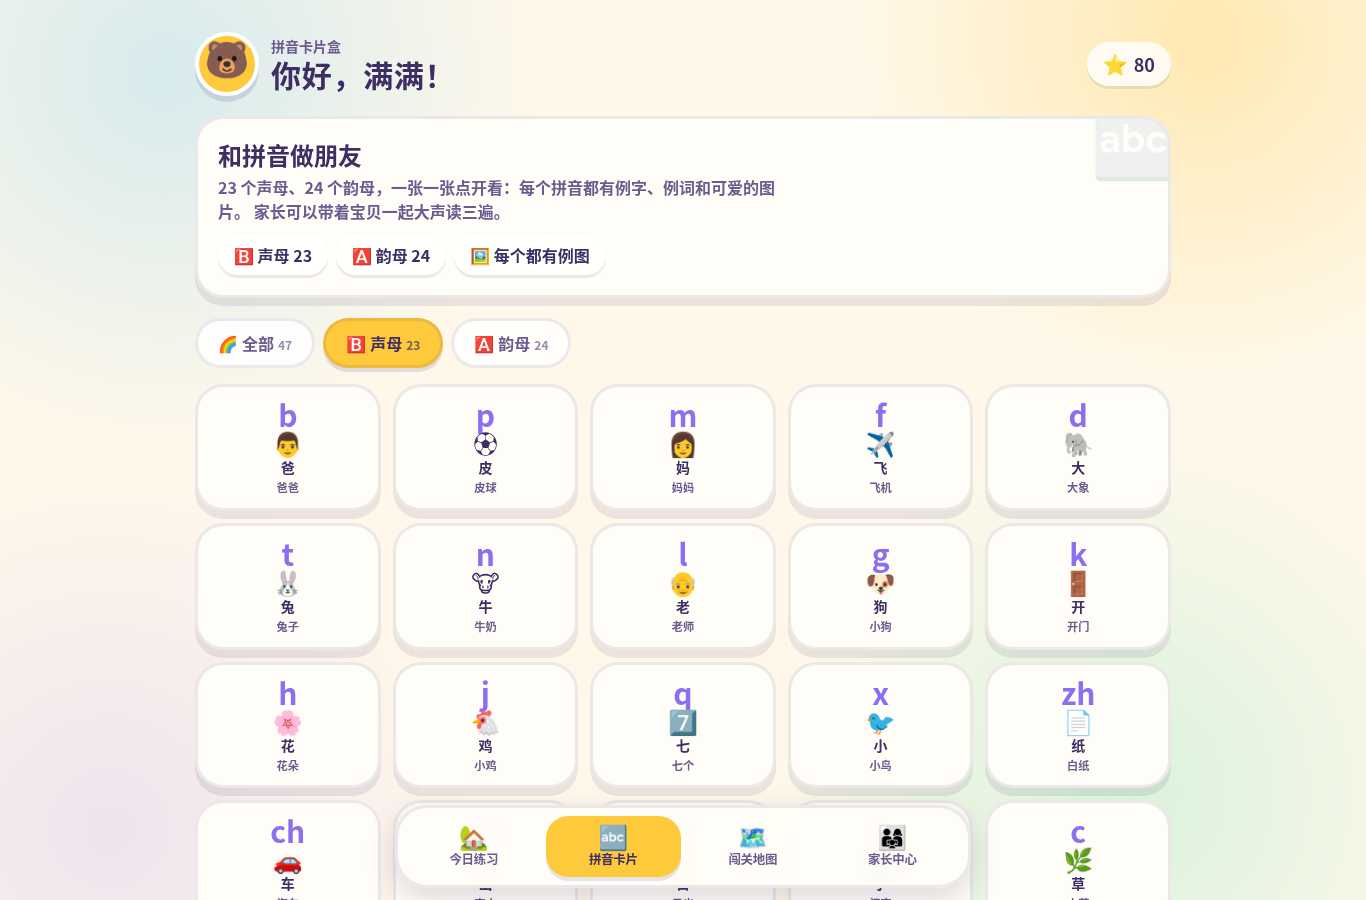 拼音卡片盒
你好，满满！
80
abc
和拼音做朋友
23 个声母、24 个韵母，一张一张点开看：每个拼音都有例字、例词和可爱的图
片。 家长可以带着宝贝一起大声读三遍。
B 声母 23
A 韵母 24
每个都有例图
全部 47
B 声母 23
A 韵母 24
b
爸
爸爸
p
皮
皮球
m
妈
妈妈
f
飞
飞机
d
大
大象
t
兔
兔子
n
牛
牛奶
l
老
老师
g
狗
小狗
k
开
开门
h
花
花朵
j
鸡
小鸡
q
7
七
七个
x
小
小鸟
zh
纸
白纸
ch
车
c
草
今日练习
abc
拼音卡片
闯关地图
家长中心